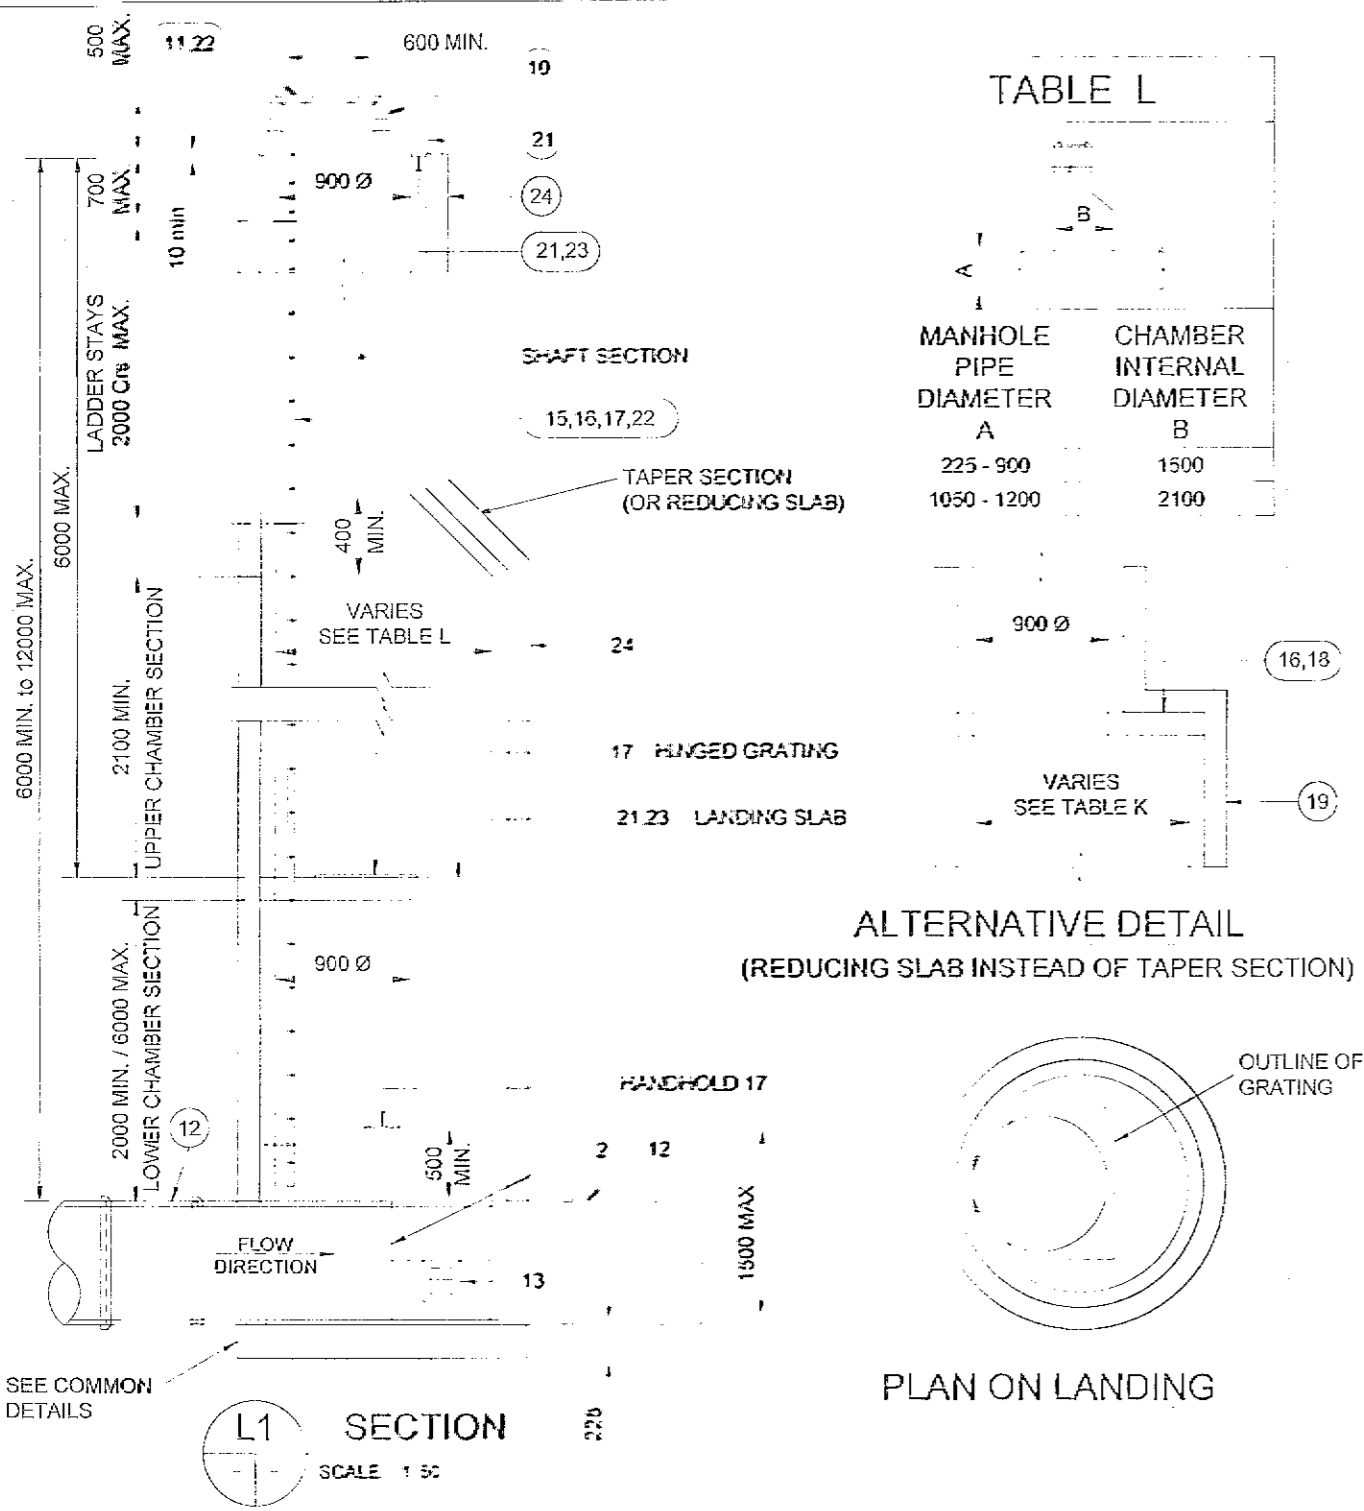 500
MAX.
11,22
600 MIN.
19
21
700
MAX
10 min
900 Ø
24
21,23
LADDER STAYS
2000 Crs MAX.
SHAFT SECTION
15,16,17,22
TAPER SECTION
(OR REDUCING SLAB)
400
MIN.
6000 MAX.
6000 MIN. to 12000 MAX.
VARIES
SEE TABLE L
24
2100 MIN.
UPPER CHAMBER SECTION
17 HINGED GRATING
21,23 LANDING SLAB
2000 MIN. / 6000 MAX.
LOWER CHAMBER SECTION
900 Ø
HANDHOLD 17
12
500
MIN.
2 12
1500 MAX
FLOW
DIRECTION
13
225
SEE COMMON
DETAILS
L1 SECTION
SCALE 1 50
TABLE L
B
A
MANHOLE
PIPE
DIAMETER
A
CHAMBER
INTERNAL
DIAMETER
B
225 - 900 1500
1050 - 1200 2100
900 Ø
16,18
VARIES
SEE TABLE K
19
ALTERNATIVE DETAIL
(REDUCING SLAB INSTEAD OF TAPER SECTION)
OUTLINE OF
GRATING
PLAN ON LANDING